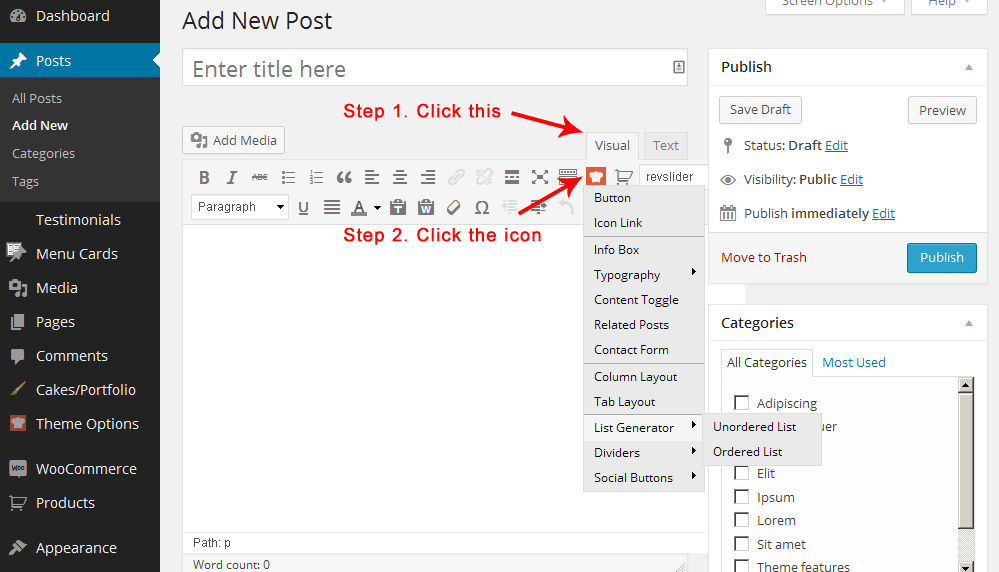 Dashboard
Posts
All Posts
Add New
Categories
Tags
Testimonials
Menu Cards
Media
Pages
Comments
Cakes/Portfolio
Theme Options
WooCommerce
Products
Appearance
Add New Post
Screen Options
Help
Enter title here
Step 1. Click this
Add Media
Visual
Text
B I ABC
revslider
Paragraph
U A
Step 2. Click the icon
Button
Icon Link
Info Box
Typography
Content Toggle
Related Posts
Contact Form
Column Layout
Tab Layout
List Generator
Dividers
Social Buttons
Unordered List
Ordered List
Path: p
Word count: 0
Publish
Save Draft
Preview
Status: Draft Edit
Visibility: Public Edit
Publish immediately Edit
Move to Trash
Publish
Categories
All Categories
Most Used
Adipiscing
Elit
Ipsum
Lorem
Sit amet
Theme features